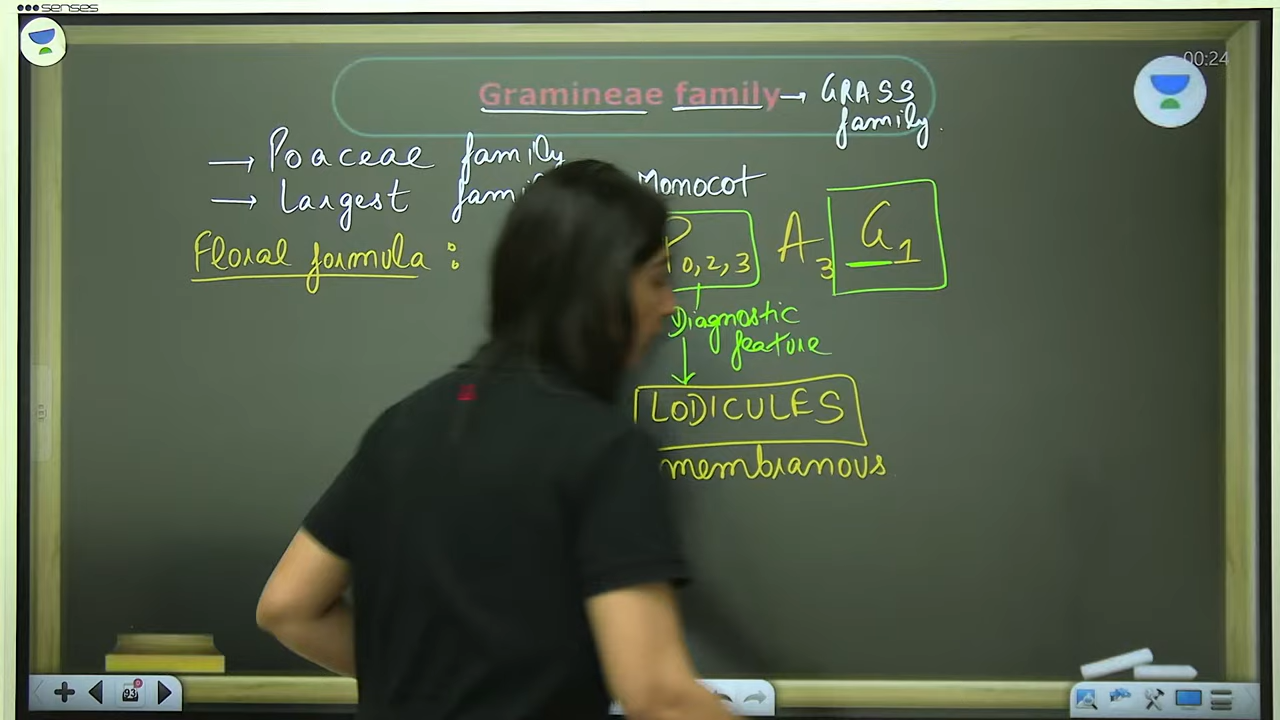 senses
00:24
Gramineae family → GRASS
family.
→ Poaceae family
→ Largest Monocot
Floral formula : P0,2,3 A3 G1
Diagnostic
feature
LODICULES
membranous
93